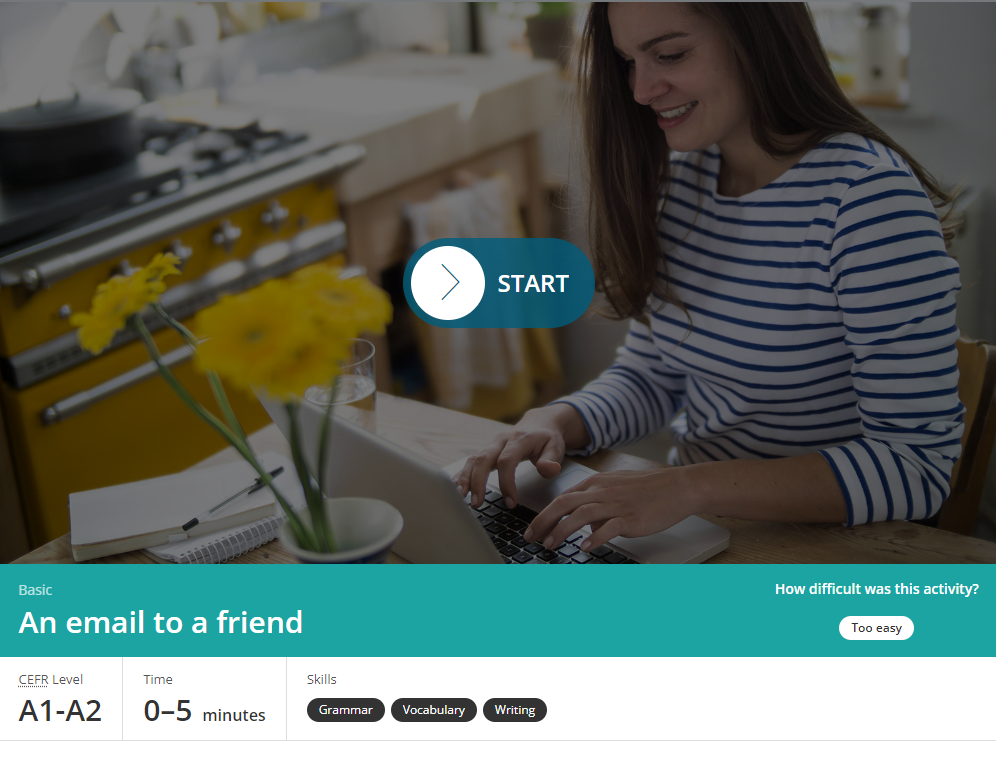 START
Basic
An email to a friend
How difficult was this activity?
Too easy
CEFR Level
A1-A2
Time
0–5 minutes
Skills
Grammar
Vocabulary
Writing